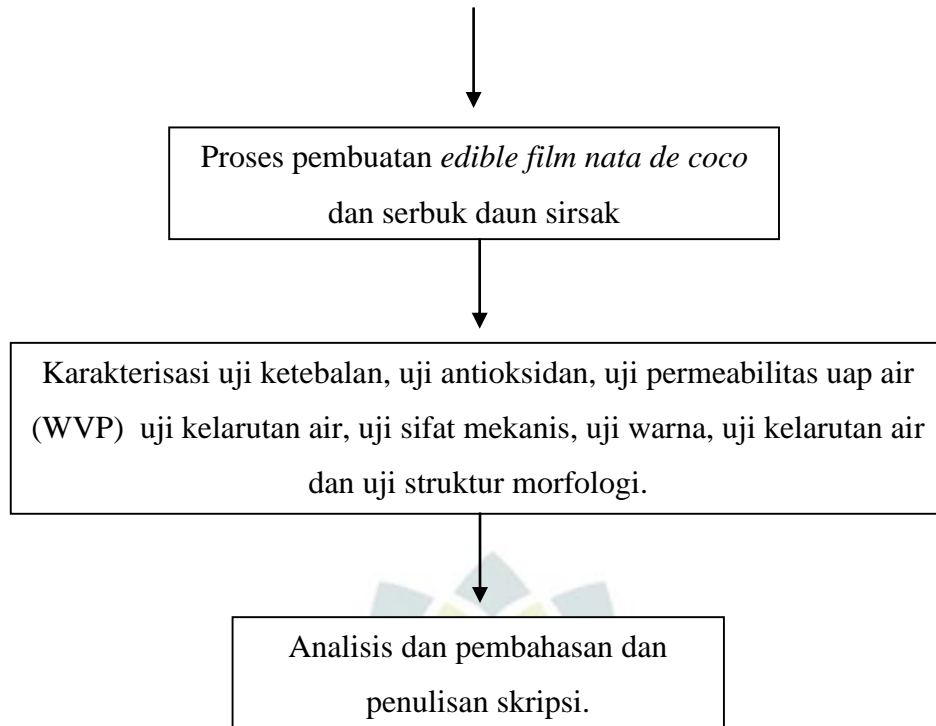 Proses pembuatan edible film nata de coco
dan serbuk daun sirsak
Karakterisasi uji ketebalan, uji antioksidan, uji permeabilitas uap air
(WVP) uji kelarutan air, uji sifat mekanis, uji warna, uji kelarutan air
dan uji struktur morfologi.
Analisis dan pembahasan dan
penulisan skripsi.